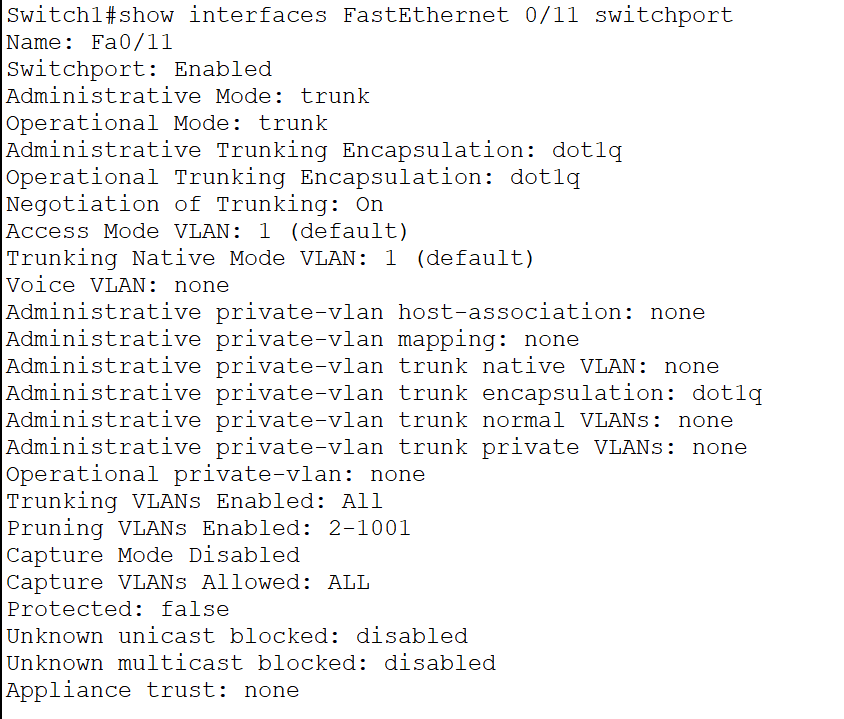 Switch1#show interfaces FastEthernet 0/11 switchport
Name: Fa0/11
Switchport: Enabled
Administrative Mode: trunk
Operational Mode: trunk
Administrative Trunking Encapsulation: dot1q
Operational Trunking Encapsulation: dot1q
Negotiation of Trunking: On
Access Mode VLAN: 1 (default)
Trunking Native Mode VLAN: 1 (default)
Voice VLAN: none
Administrative private-vlan host-association: none
Administrative private-vlan mapping: none
Administrative private-vlan trunk native VLAN: none
Administrative private-vlan trunk encapsulation: dot1q
Administrative private-vlan trunk normal VLANs: none
Administrative private-vlan trunk private VLANs: none
Operational private-vlan: none
Trunking VLANs Enabled: All
Pruning VLANs Enabled: 2-1001
Capture Mode Disabled
Capture VLANs Allowed: ALL
Protected: false
Unknown unicast blocked: disabled
Unknown multicast blocked: disabled
Appliance trust: none